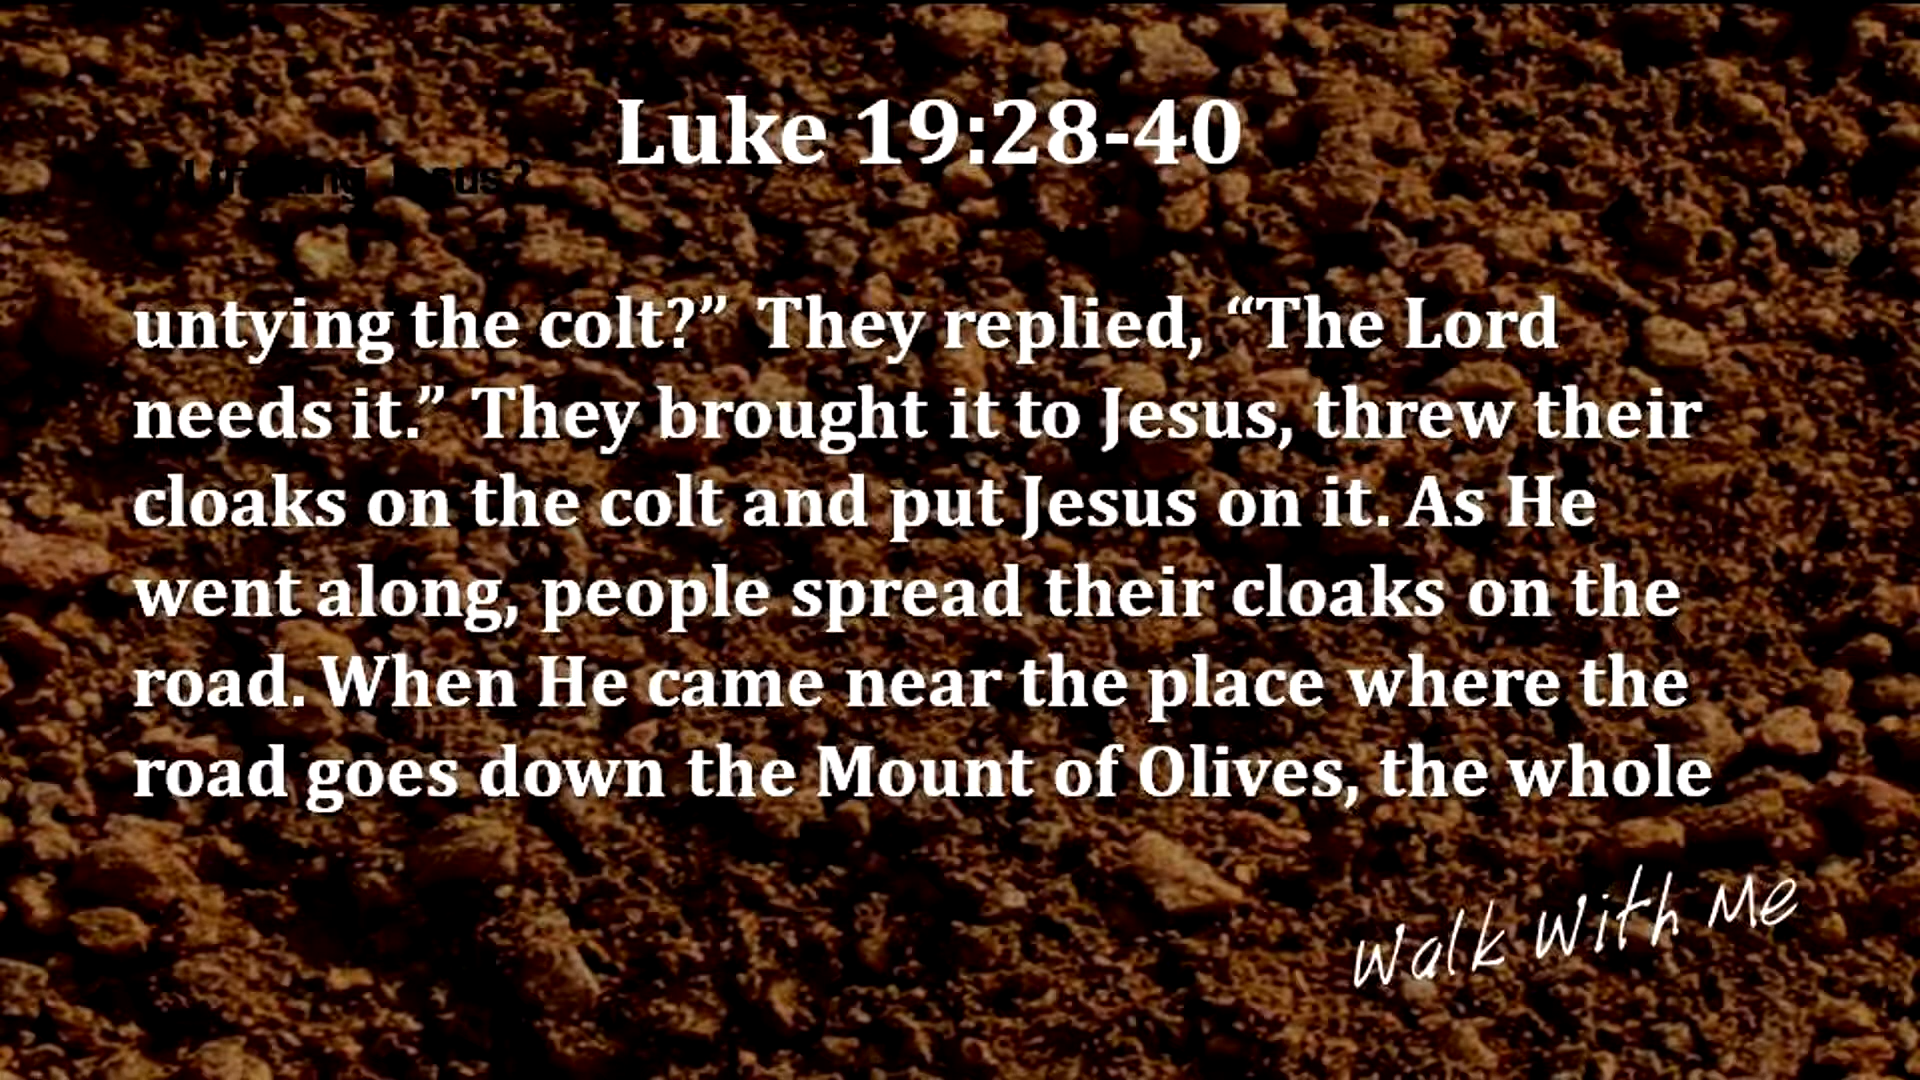 Luke 19:28-40
Jesus?
untying the colt?” They replied, “The Lord
needs it.” They brought it to Jesus, threw their
cloaks on the colt and put Jesus on it. As He
went along, people spread their cloaks on the
road. When He came near the place where the
road goes down the Mount of Olives, the whole
Walk With Me